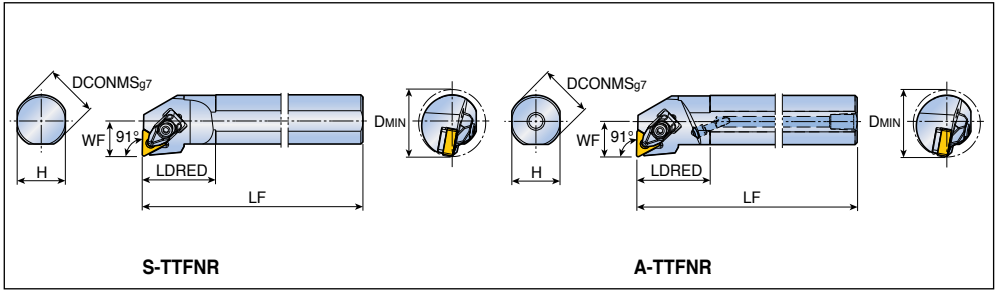 DCONMSg7
WF
91°
H
LDRED
LF
DMIN
S-TTFNR
DCONMSg7
WF
91°
H
LDRED
LF
DMIN
A-TTFNR